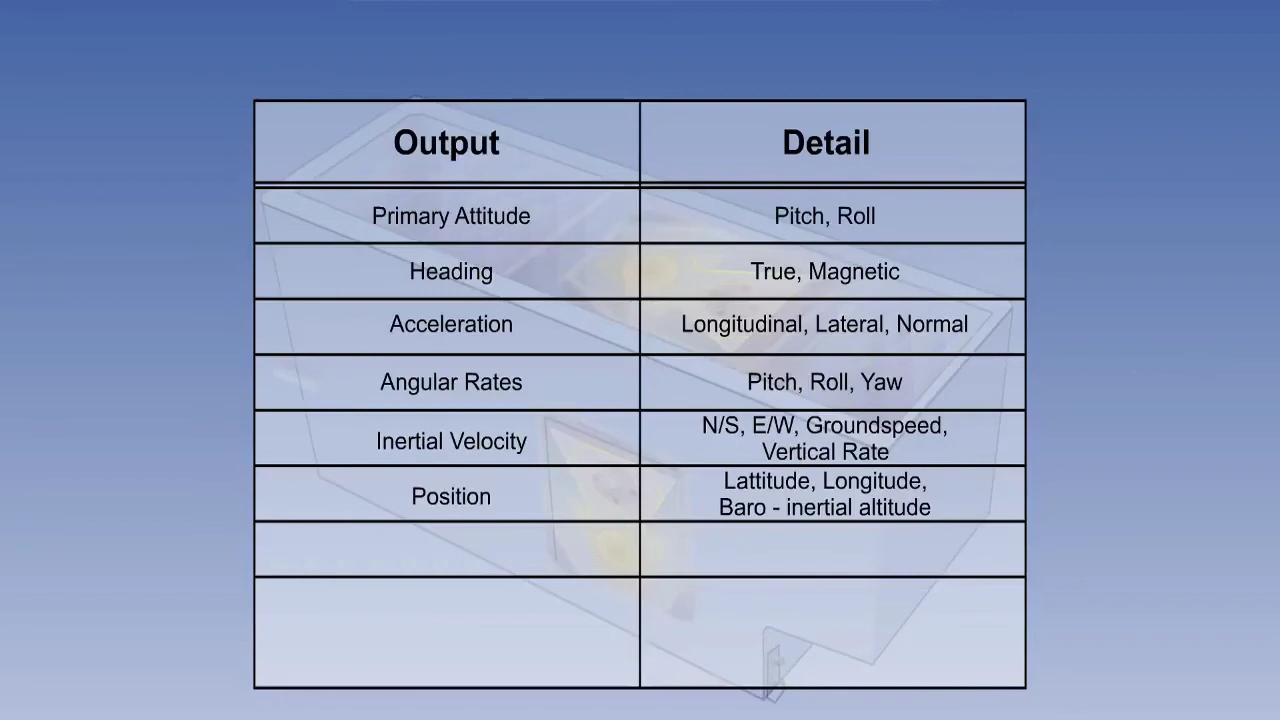 Output
Detail
Primary Attitude
Pitch, Roll
Heading
True, Magnetic
Acceleration
Longitudinal, Lateral, Normal
Angular Rates
Pitch, Roll, Yaw
Inertial Velocity
N/S, E/W, Groundspeed,
Vertical Rate
Position
Lattitude, Longitude,
Baro - inertial altitude